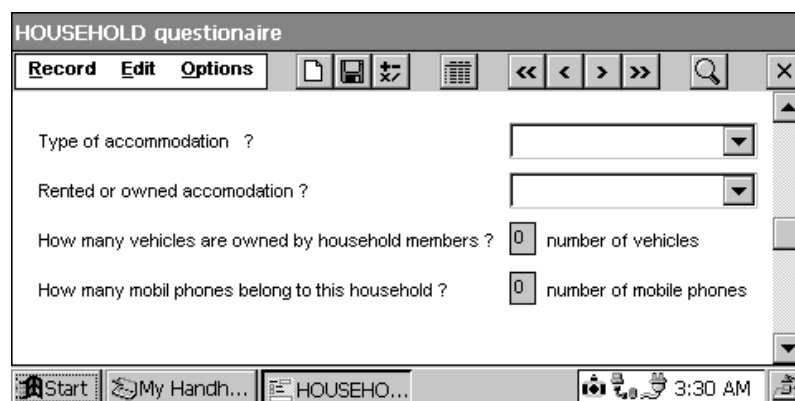 HOUSEHOLD questionaire
Record Edit Options
Type of accommodation ?
Rented or owned accomodation ?
How many vehicles are owned by household members ? 0 number of vehicles
How many mobil phones belong to this household ? 0 number of mobile phones
Start My Handh... HOUSEHO... 3:30 AM